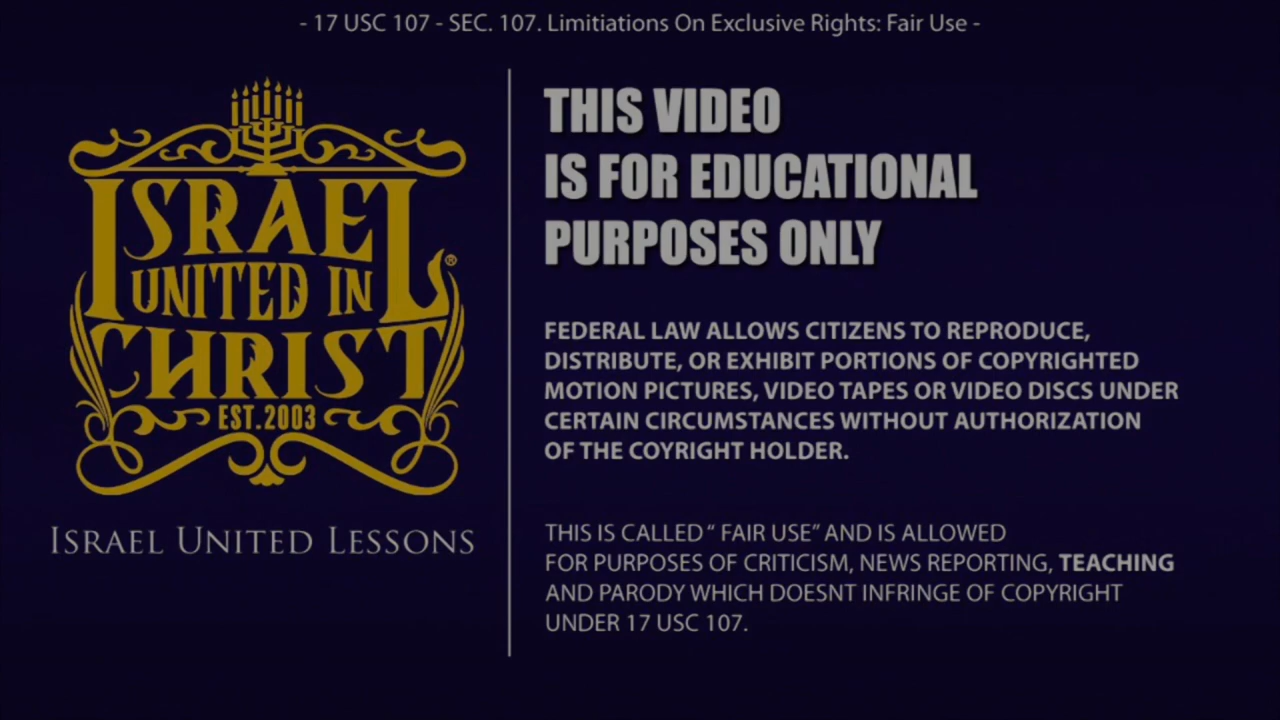 - 17 USC 107 - SEC. 107. Limitiations On Exclusive Rights: Fair Use -
ISRAEL
UNITED IN
CHRIST
®
EST.2003
ISRAEL UNITED LESSONS
THIS VIDEO
IS FOR EDUCATIONAL
PURPOSES ONLY
FEDERAL LAW ALLOWS CITIZENS TO REPRODUCE,
DISTRIBUTE, OR EXHIBIT PORTIONS OF COPYRIGHTED
MOTION PICTURES, VIDEO TAPES OR VIDEO DISCS UNDER
CERTAIN CIRCUMSTANCES WITHOUT AUTHORIZATION
OF THE COYRIGHT HOLDER.
THIS IS CALLED “ FAIR USE” AND IS ALLOWED
FOR PURPOSES OF CRITICISM, NEWS REPORTING, TEACHING
AND PARODY WHICH DOESNT INFRINGE OF COPYRIGHT
UNDER 17 USC 107.